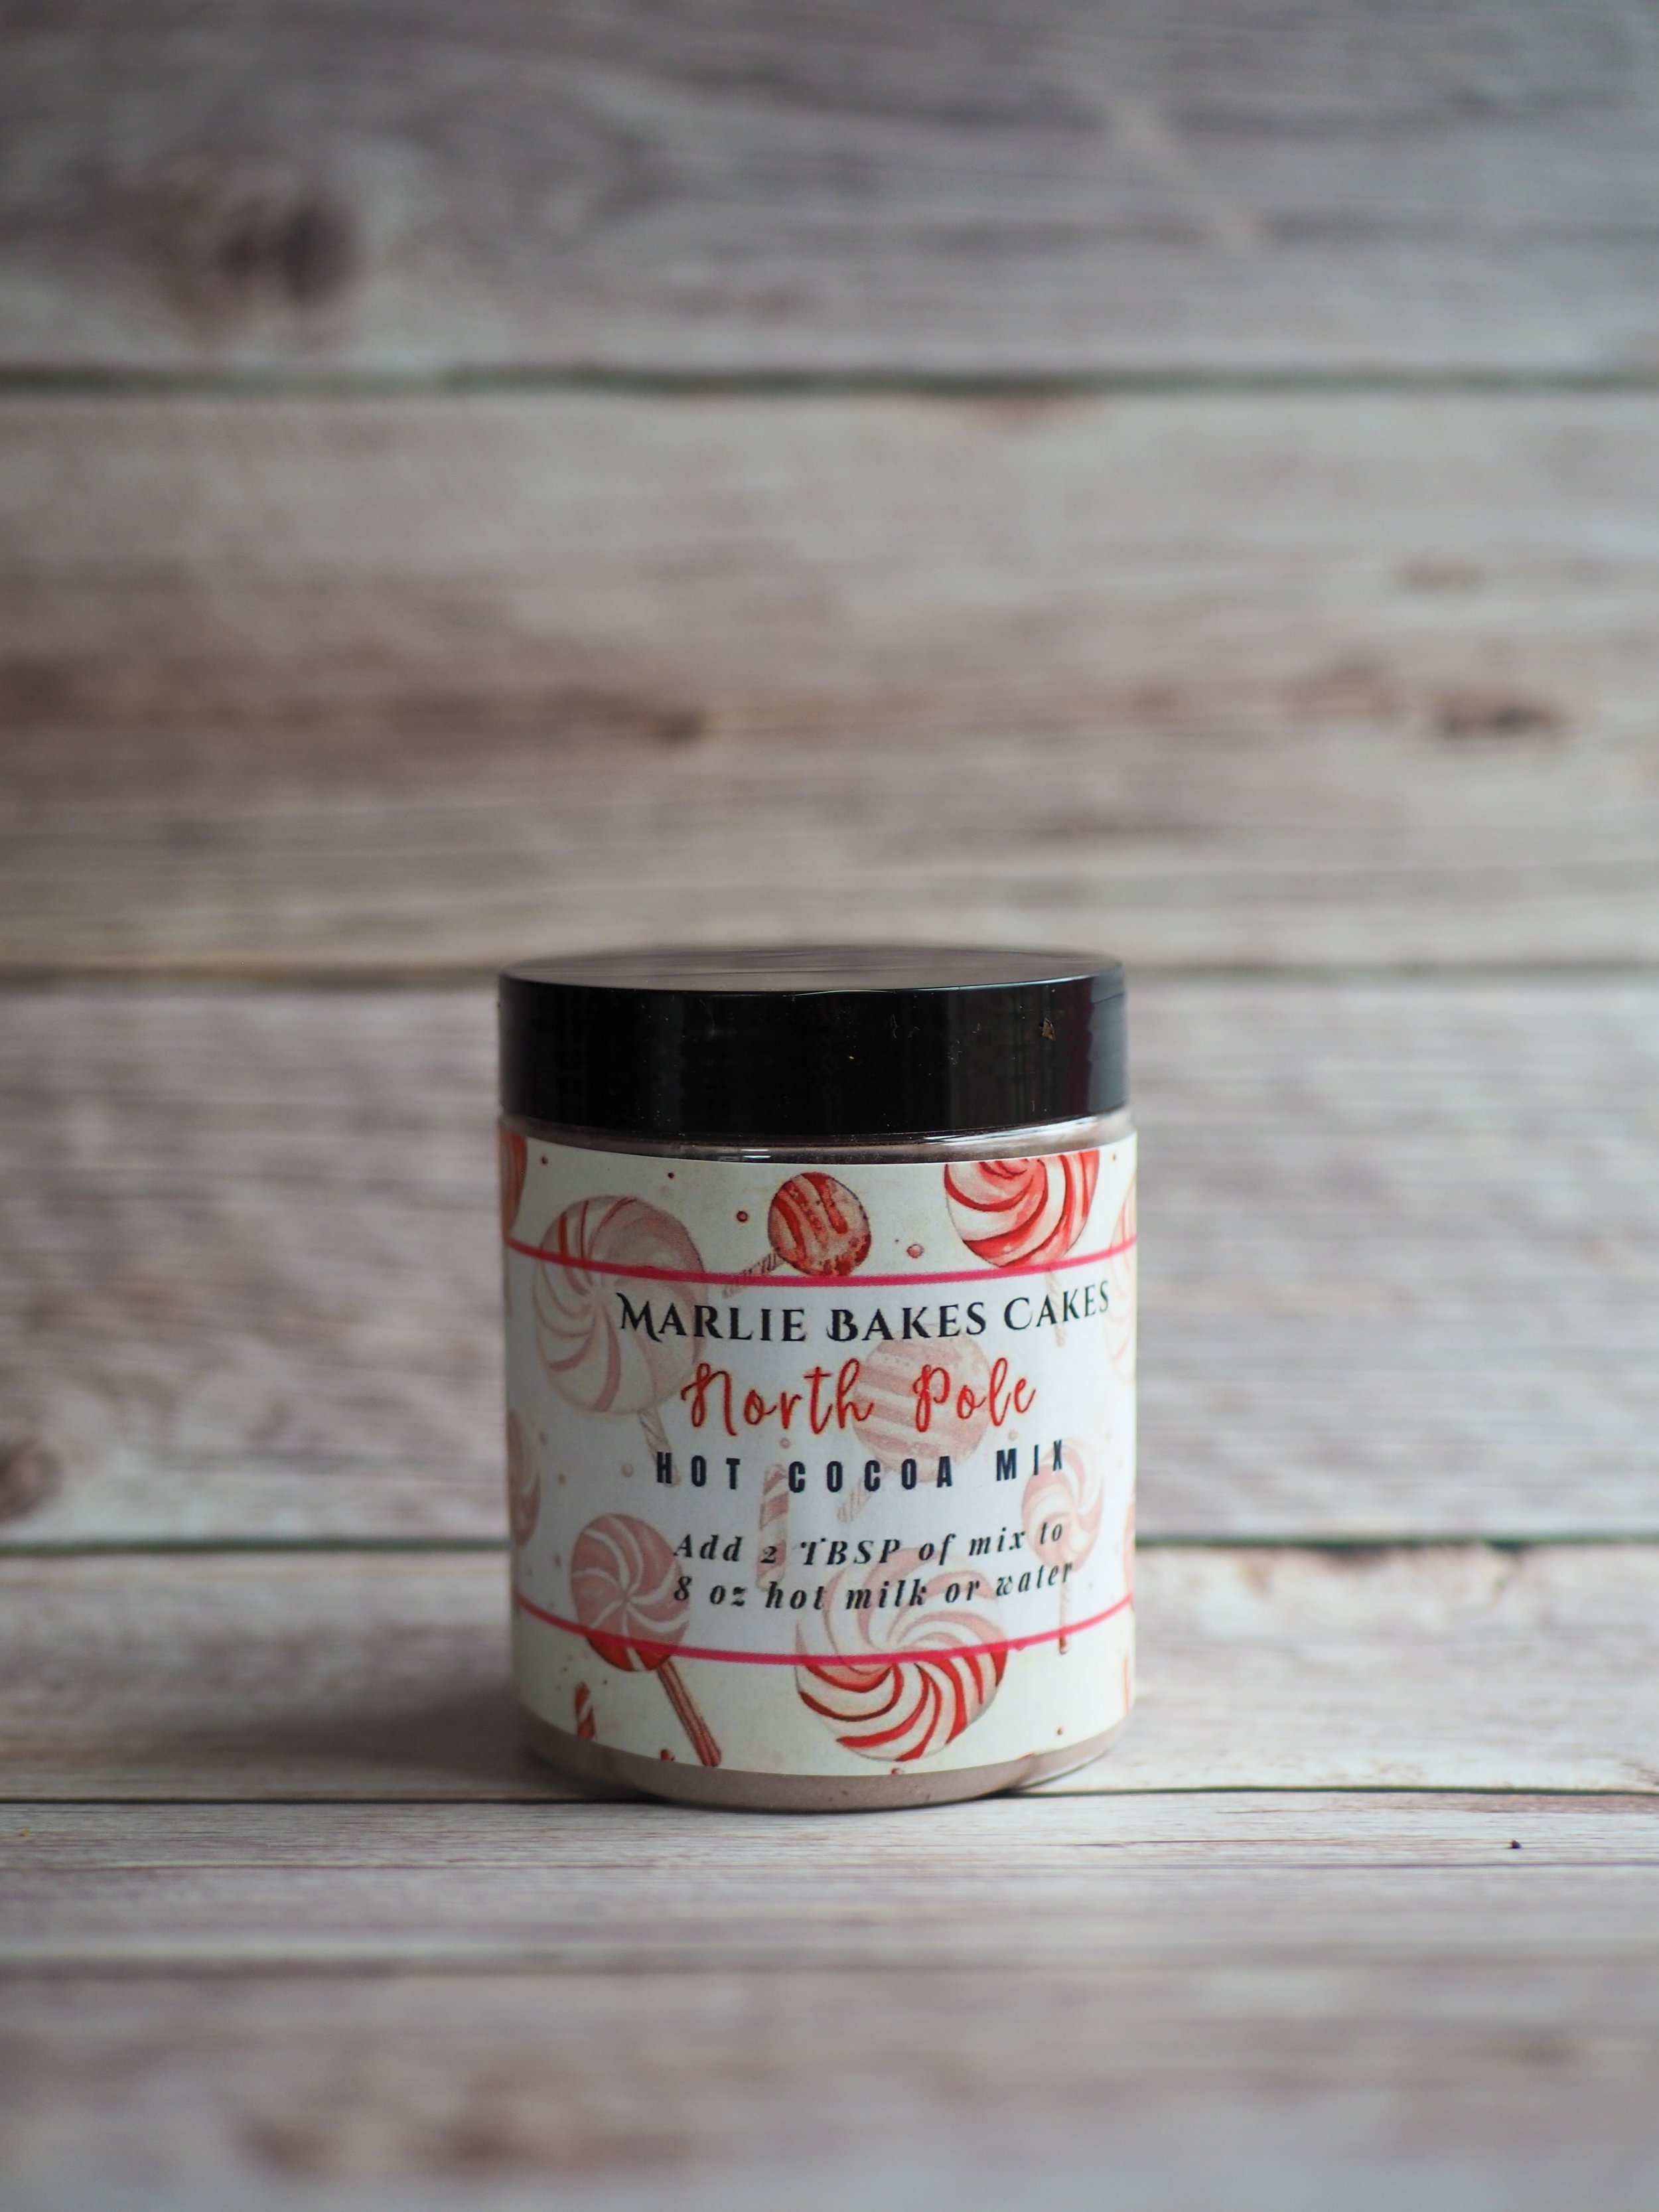 MARLIE BAKES CAKES
North Pole
HOT COCOA MIX
Add 2 TBSP of mix to
8 oz hot milk or water